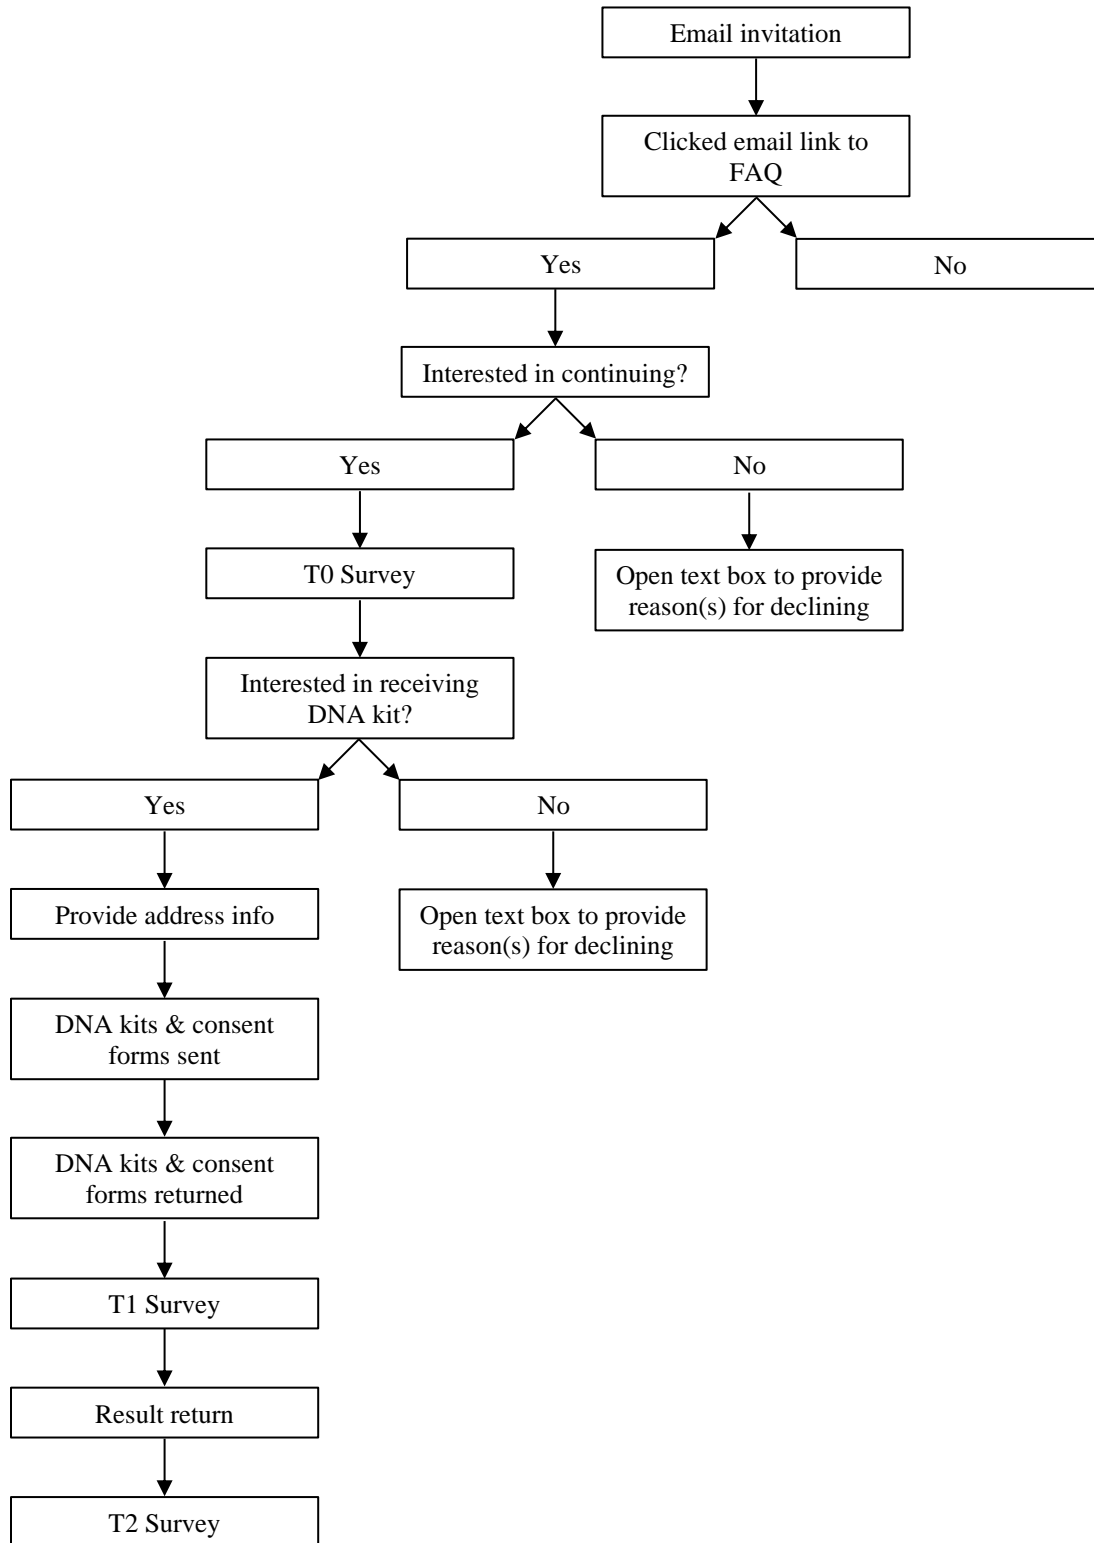 Email invitation
Clicked email link to
FAQ
Yes
No
Interested in continuing?
Yes
No
T0 Survey
Open text box to provide
reason(s) for declining
Interested in receiving
DNA kit?
Yes
No
Provide address info
Open text box to provide
reason(s) for declining
DNA kits & consent
forms sent
DNA kits & consent
forms returned
T1 Survey
Result return
T2 Survey